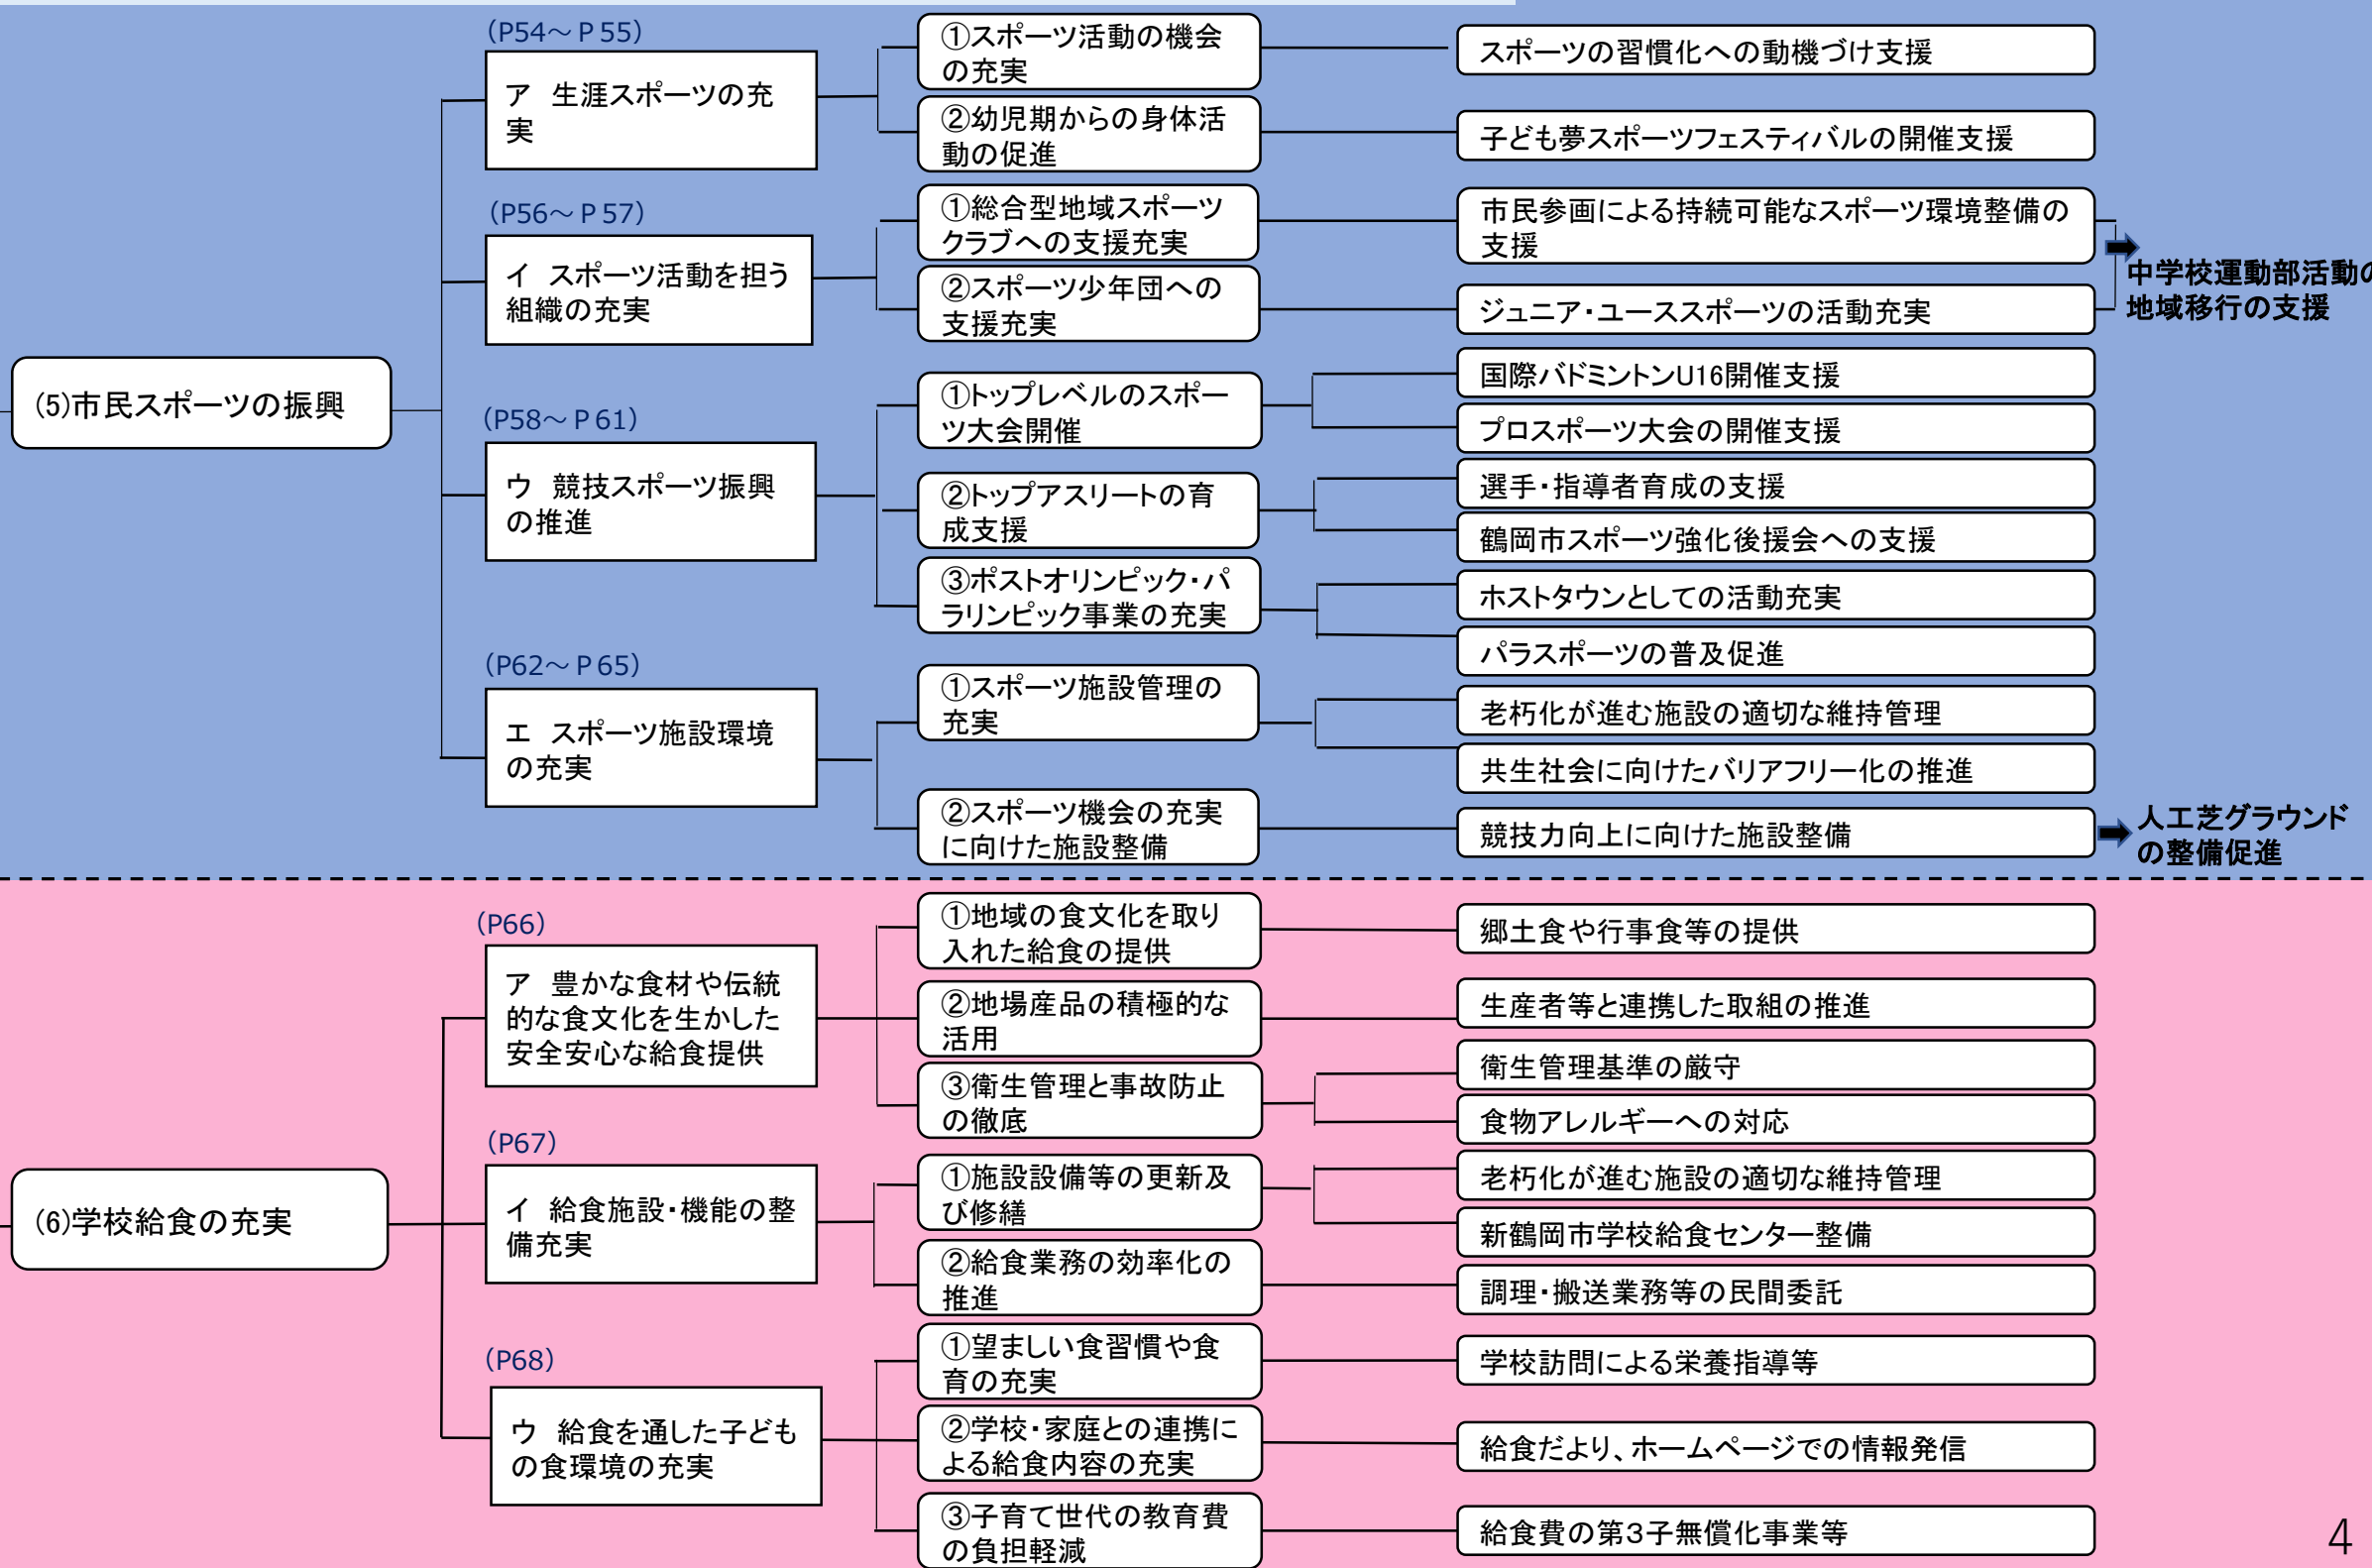 (P54～Ｐ55)
ア　生涯スポーツの充
実
①スポーツ活動の機会
の充実
スポーツの習慣化への動機づけ支援
②幼児期からの身体活
動の促進
子ども夢スポーツフェスティバルの開催支援
(P56～Ｐ57)
イ　スポーツ活動を担う
組織の充実
①総合型地域スポーツ
クラブへの支援充実
市民参画による持続可能なスポーツ環境整備の
支援
②スポーツ少年団への
支援充実
ジュニア・ユーススポーツの活動充実
中学校運動部活動の
地域移行の支援
(5)市民スポーツの振興
(P58～Ｐ61)
ウ　競技スポーツ振興
の推進
①トップレベルのスポー
ツ大会開催
国際バドミントンU16開催支援
プロスポーツ大会の開催支援
②トップアスリートの育
成支援
選手・指導者育成の支援
鶴岡市スポーツ強化後援会への支援
③ポストオリンピック・パ
ラリンピック事業の充実
ホストタウンとしての活動充実
パラスポーツの普及促進
(P62～Ｐ65)
エ　スポーツ施設環境
の充実
①スポーツ施設管理の
充実
老朽化が進む施設の適切な維持管理
共生社会に向けたバリアフリー化の推進
②スポーツ機会の充実
に向けた施設整備
競技力向上に向けた施設整備
人工芝グラウンド
の整備促進
(P66)
ア　豊かな食材や伝統
的な食文化を生かした
安全安心な給食提供
①地域の食文化を取り
入れた給食の提供
郷土食や行事食等の提供
②地場産品の積極的な
活用
生産者等と連携した取組の推進
③衛生管理と事故防止
の徹底
衛生管理基準の厳守
食物アレルギーへの対応
(6)学校給食の充実
(P67)
イ　給食施設・機能の整
備充実
①施設設備等の更新及
び修繕
老朽化が進む施設の適切な維持管理
新鶴岡市学校給食センター整備
②給食業務の効率化の
推進
調理・搬送業務等の民間委託
(P68)
ウ　給食を通した子ども
の食環境の充実
①望ましい食習慣や食
育の充実
学校訪問による栄養指導等
②学校・家庭との連携に
よる給食内容の充実
給食だより、ホームページでの情報発信
③子育て世代の教育費
の負担軽減
給食費の第３子無償化事業等
4